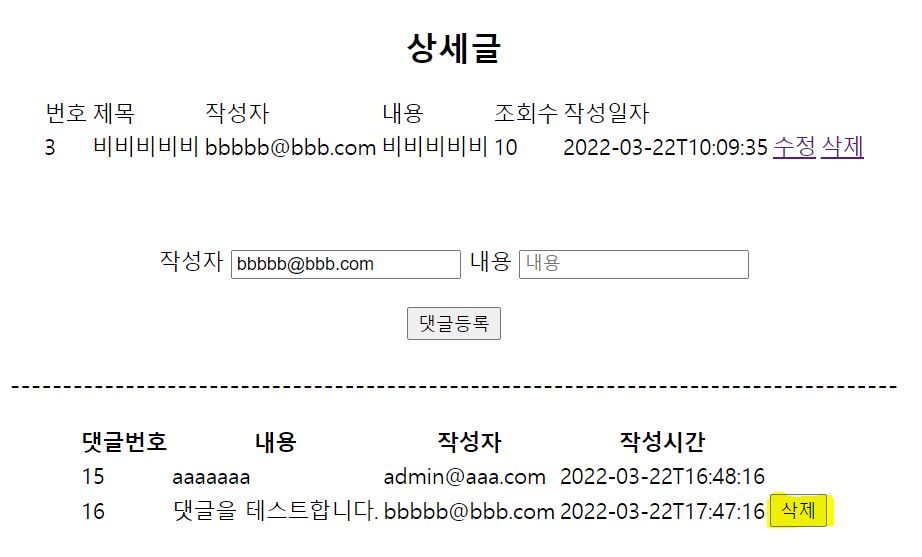 상세글
번호 제목 작성자 내용 조회수 작성일자
3 비비비비비 bbbbb@bbb.com 비비비비비 10 2022-03-22T10:09:35 수정 삭제
작성자 bbbbb@bbb.com 내용 내용
댓글등록
--------------------------------------------------------------------------------
댓글번호 내용 작성자 작성시간
15 aaaaaaa admin@aaa.com 2022-03-22T16:48:16
16 댓글을 테스트합니다. bbbbb@bbb.com 2022-03-22T17:47:16 삭제